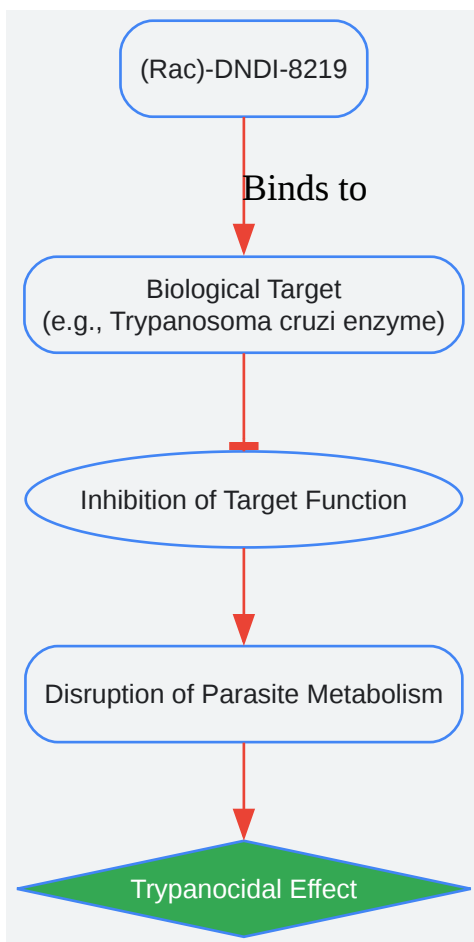 (Rac)-DNDI-8219
Binds to
Biological Target
(e.g., Trypanosoma cruzi enzyme)
Inhibition of Target Function
Disruption of Parasite Metabolism
Trypanocidal Effect